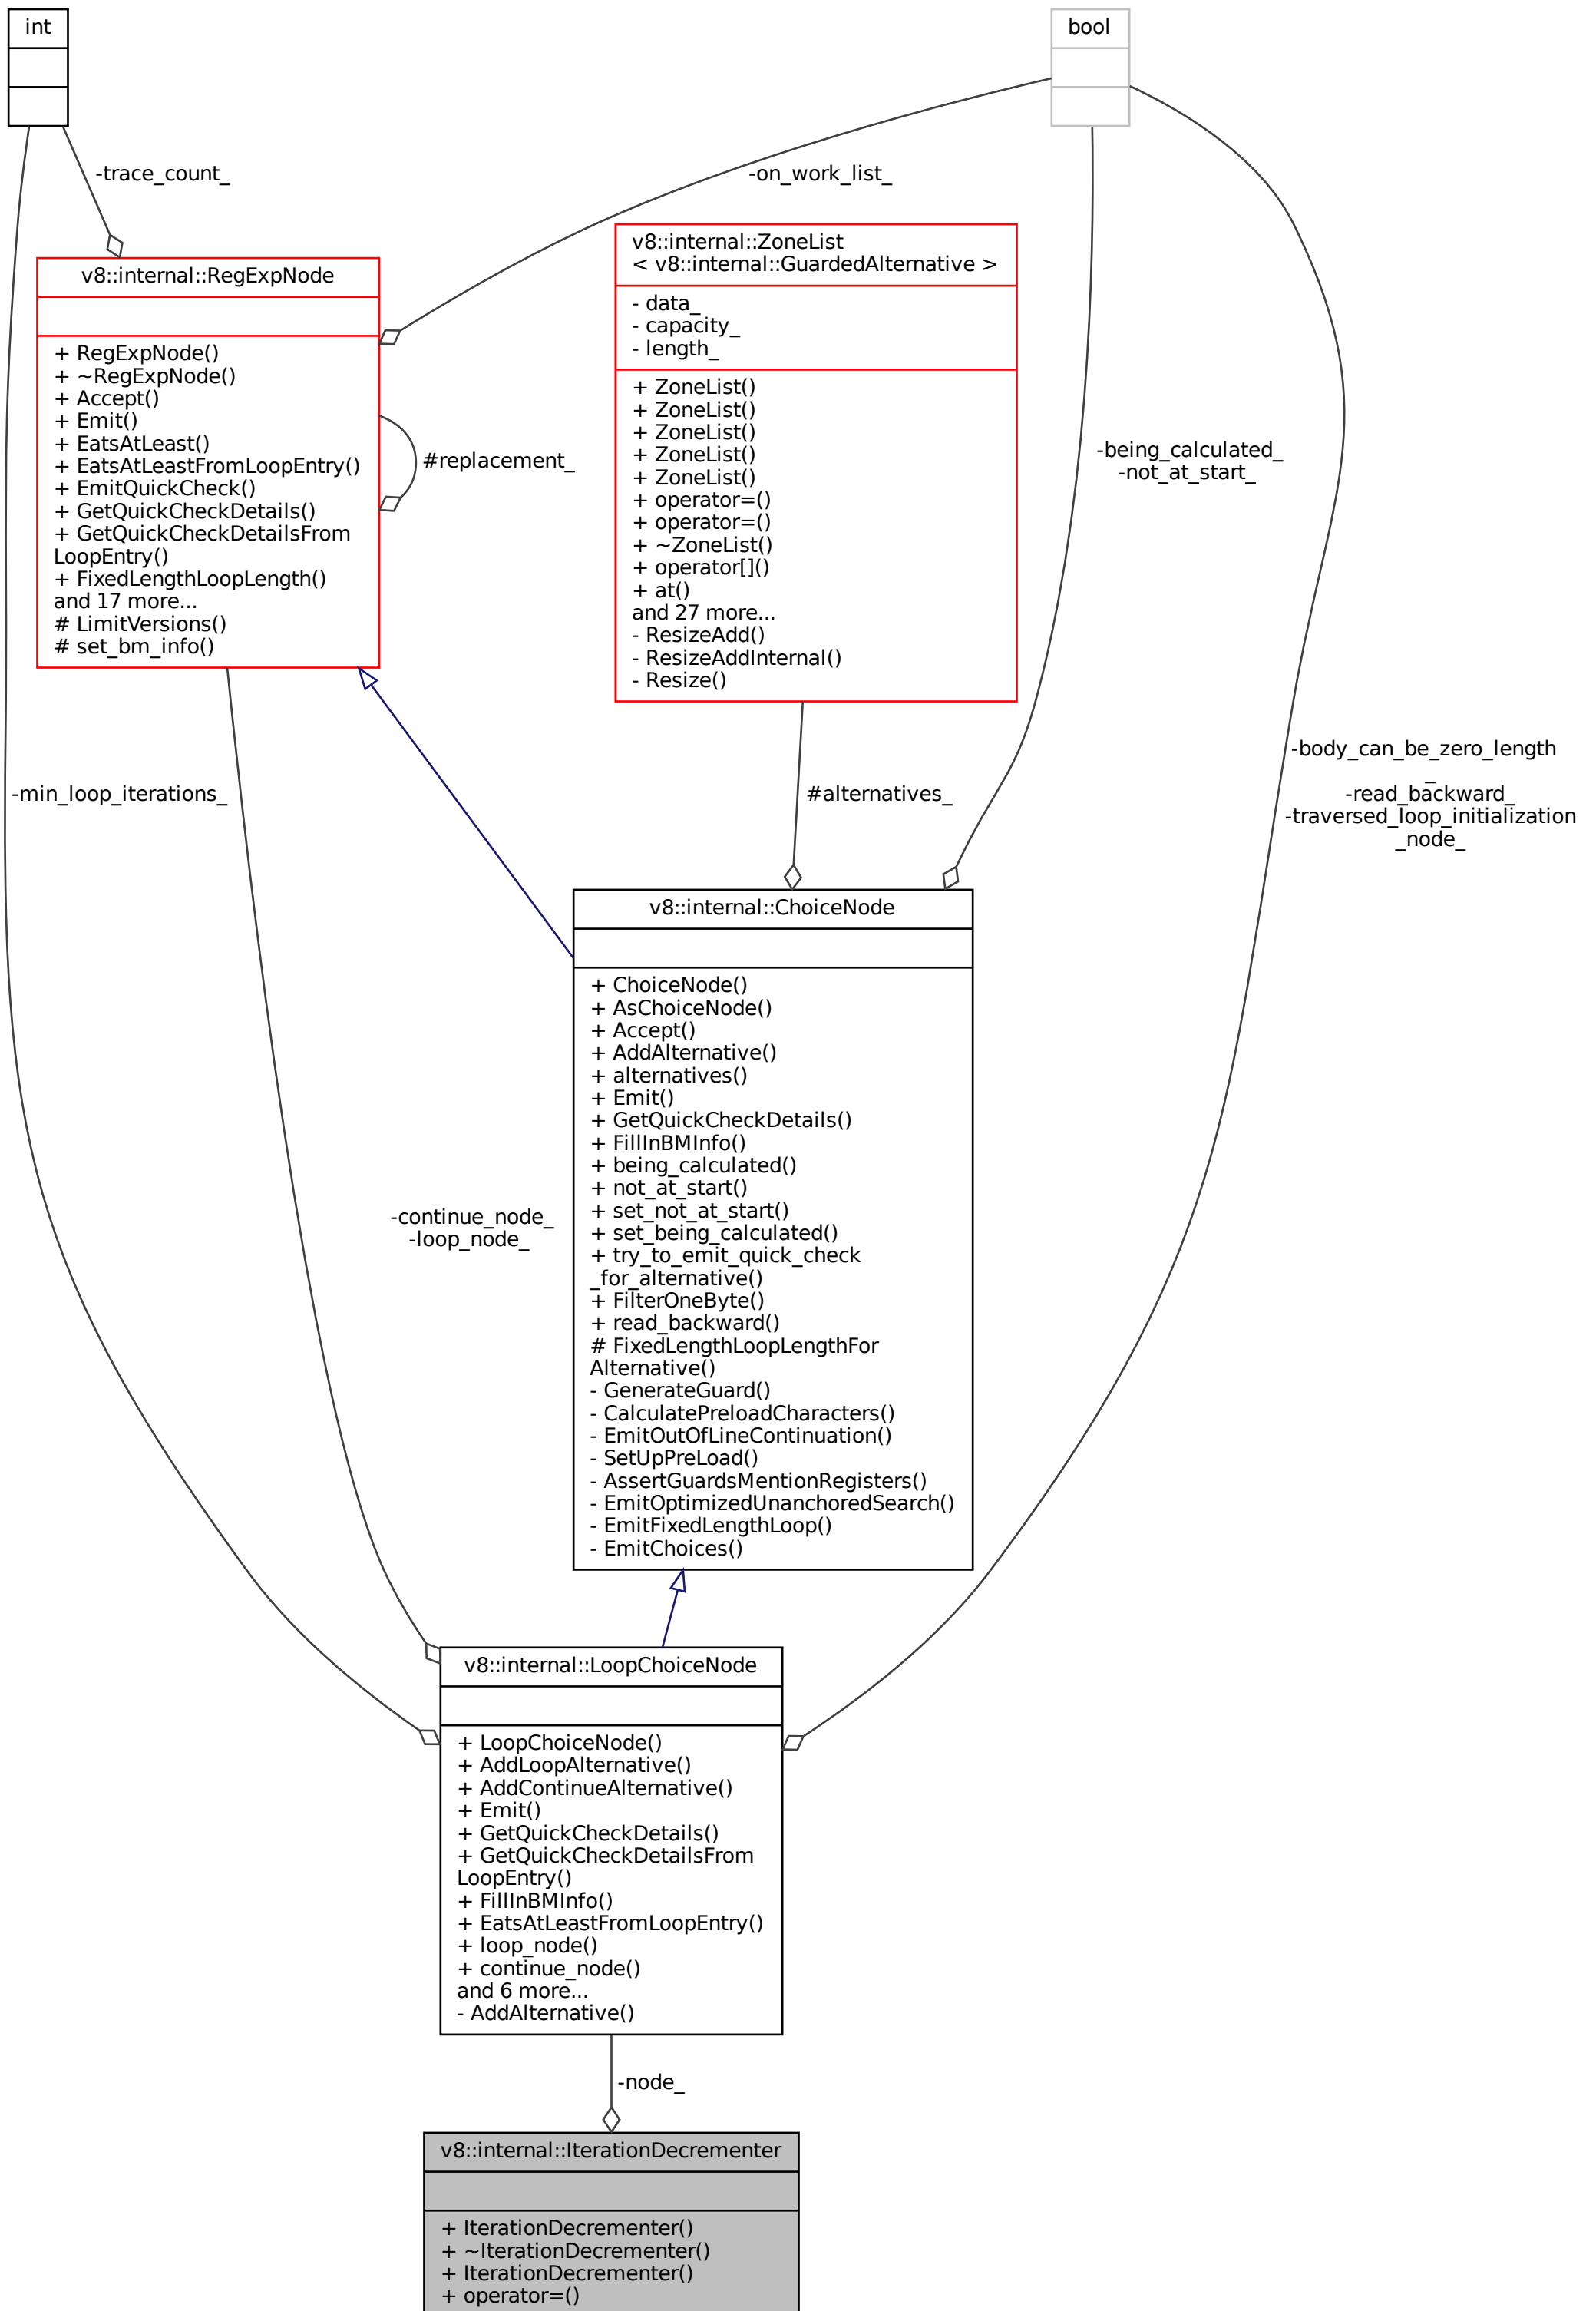 int
bool
-trace_count_
-on_work_list_
v8::internal::RegExpNode
+ RegExpNode()
+ ~RegExpNode()
+ Accept()
+ Emit()
+ EatsAtLeast()
+ EatsAtLeastFromLoopEntry()
+ EmitQuickCheck()
+ GetQuickCheckDetails()
+ GetQuickCheckDetailsFrom
LoopEntry()
+ FixedLengthLoopLength()
and 17 more...
# LimitVersions()
# set_bm_info()
#replacement_
v8::internal::ZoneList
< v8::internal::GuardedAlternative >
- data_
- capacity_
- length_
+ ZoneList()
+ ZoneList()
+ ZoneList()
+ ZoneList()
+ ZoneList()
+ operator=()
+ operator=()
+ ~ZoneList()
+ operator[]()
+ at()
and 27 more...
- ResizeAdd()
- ResizeAddInternal()
- Resize()
-being_calculated_
-not_at_start_
-min_loop_iterations_
#alternatives_
-body_can_be_zero_length
_
-read_backward_
-traversed_loop_initialization
_node_
v8::internal::ChoiceNode
+ ChoiceNode()
+ AsChoiceNode()
+ Accept()
+ AddAlternative()
+ alternatives()
+ Emit()
+ GetQuickCheckDetails()
+ FillInBMInfo()
+ being_calculated()
+ not_at_start()
+ set_not_at_start()
+ set_being_calculated()
+ try_to_emit_quick_check
_for_alternative()
+ FilterOneByte()
+ read_backward()
# FixedLengthLoopLengthFor
Alternative()
- GenerateGuard()
- CalculatePreloadCharacters()
- EmitOutOfLineContinuation()
- SetUpPreLoad()
- AssertGuardsMentionRegisters()
- EmitOptimizedUnanchoredSearch()
- EmitFixedLengthLoop()
- EmitChoices()
-continue_node_
-loop_node_
v8::internal::LoopChoiceNode
+ LoopChoiceNode()
+ AddLoopAlternative()
+ AddContinueAlternative()
+ Emit()
+ GetQuickCheckDetails()
+ GetQuickCheckDetailsFrom
LoopEntry()
+ FillInBMInfo()
+ EatsAtLeastFromLoopEntry()
+ loop_node()
+ continue_node()
and 6 more...
- AddAlternative()
-node_
v8::internal::IterationDecrementer
+ IterationDecrementer()
+ ~IterationDecrementer()
+ IterationDecrementer()
+ operator=()